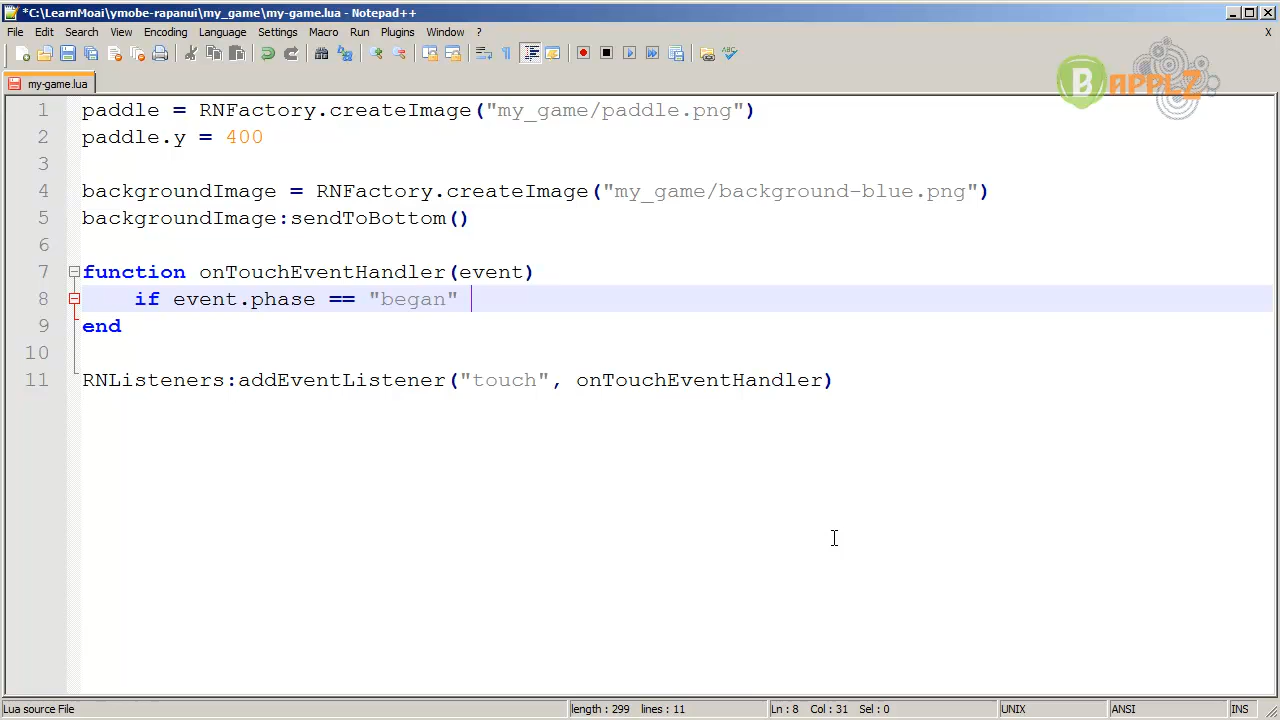 *C:\LearnMoai\ymobe-rapanui\my_game\my-game.lua - Notepad++
File Edit Search View Encoding Language Settings Macro Run Plugins Window ? X
my-game.lua
B APPLZ
1 paddle = RNFactory.createImage("my_game/paddle.png")
2 paddle.y = 400
3
4 backgroundImage = RNFactory.createImage("my_game/background-blue.png")
5 backgroundImage:sendToBottom()
6
7 function onTouchEventHandler(event)
8 if event.phase == "began"
9 end
10
11 RNListeners:addEventListener("touch", onTouchEventHandler)
Lua source File length : 299 lines : 11 Ln : 8 Col : 31 Sel : 0 UNIX ANSI INS